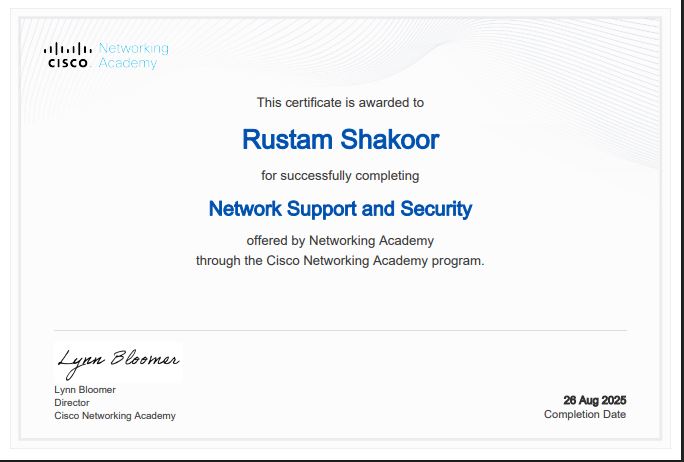 Networking
CISCO Academy
This certificate is awarded to
Rustam Shakoor
for successfully completing
Network Support and Security
offered by Networking Academy
through the Cisco Networking Academy program.
Lynn Bloomer
Lynn Bloomer
Director
Cisco Networking Academy
26 Aug 2025
Completion Date